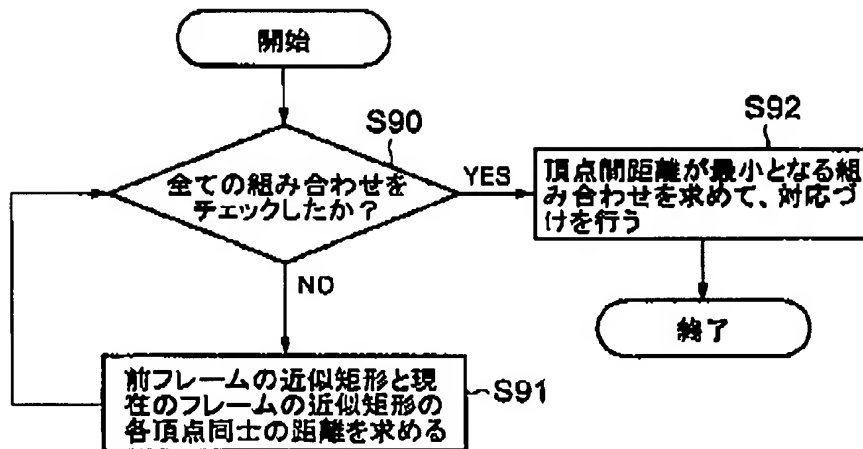 開始
S90
全ての組み合わせを
チェックしたか？
YES
NO
S92
頂点間距離が最小となる組
み合わせを求めて、対応づ
けを行う
終了
前フレームの近似矩形と現
在のフレームの近似矩形の
各頂点同士の距離を求める
S91